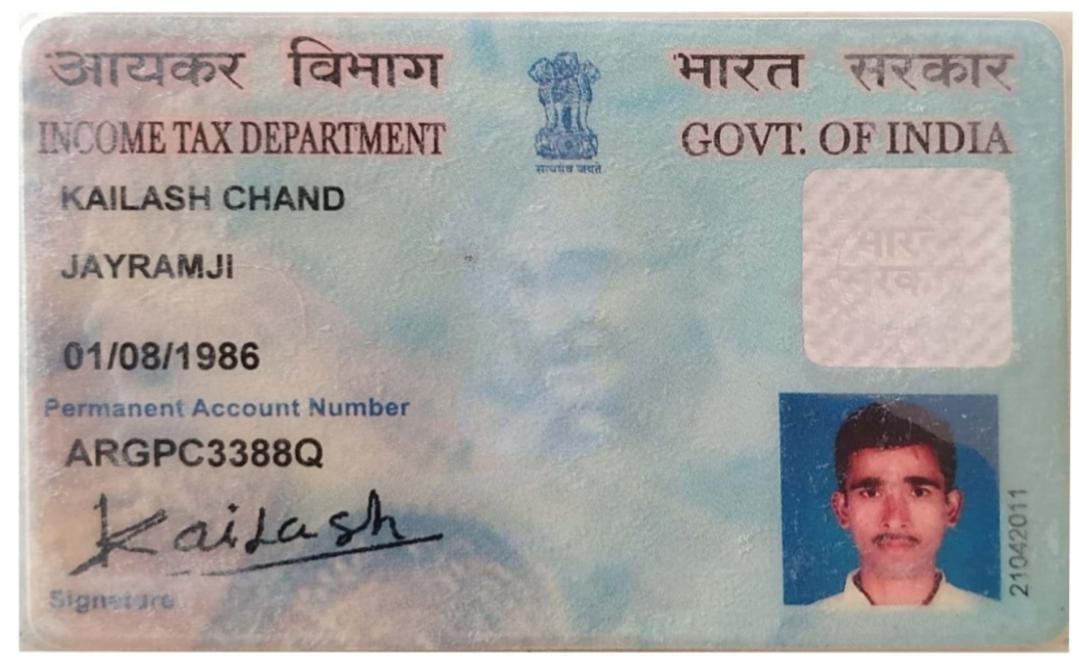 आयकर विभाग
भारत सरकार
INCOME TAX DEPARTMENT
GOVT. OF INDIA
सत्यमेव जयते
KAILASH CHAND
JAYRAMJI
01/08/1986
Permanent Account Number
ARGPC3388Q
Kailash
Signature
भारत
सरकार
21042011